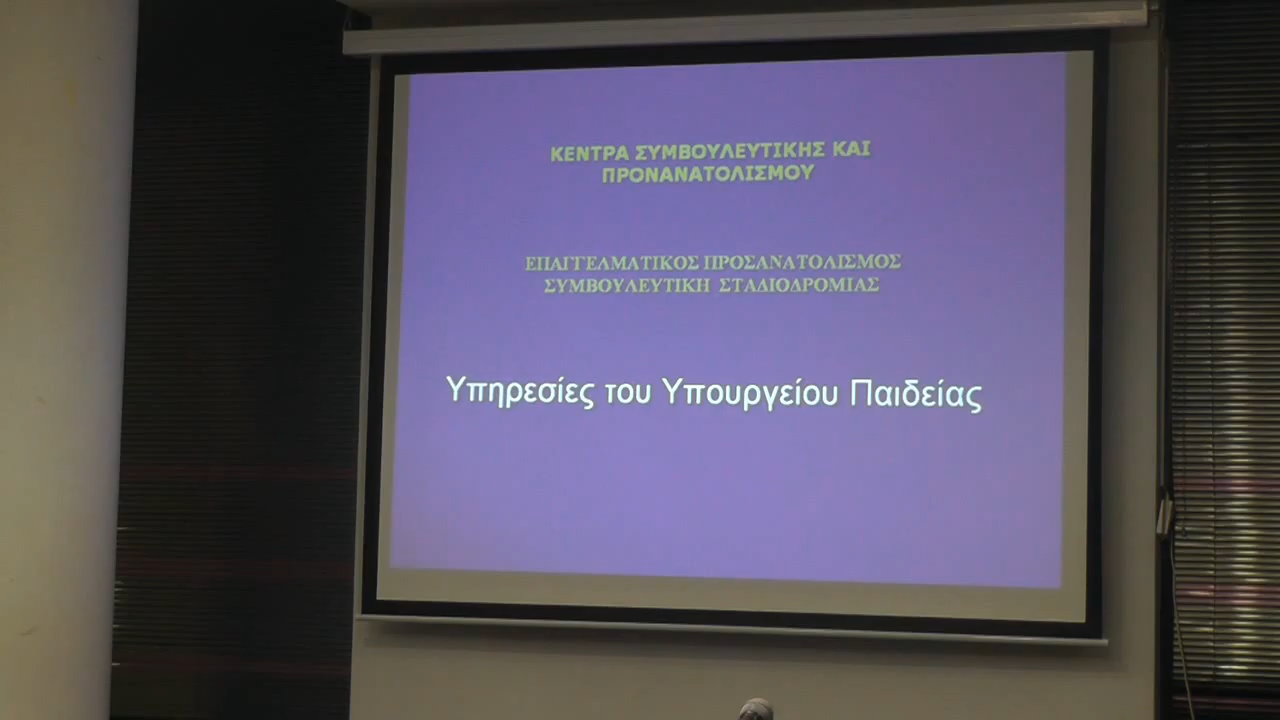 ΚΕΝΤΡΑ ΣΥΜΒΟΥΛΕΥΤΙΚΗΣ ΚΑΙ
ΠΡΟΝΑΝΑΤΟΛΙΣΜΟΥ
ΕΠΑΓΓΕΛΜΑΤΙΚΟΣ ΠΡΟΣΑΝΑΤΟΛΙΣΜΟΣ
ΣΥΜΒΟΥΛΕΥΤΙΚΗ ΣΤΑΔΙΟΔΡΟΜΙΑΣ
Υπηρεσίες του Υπουργείου Παιδείας